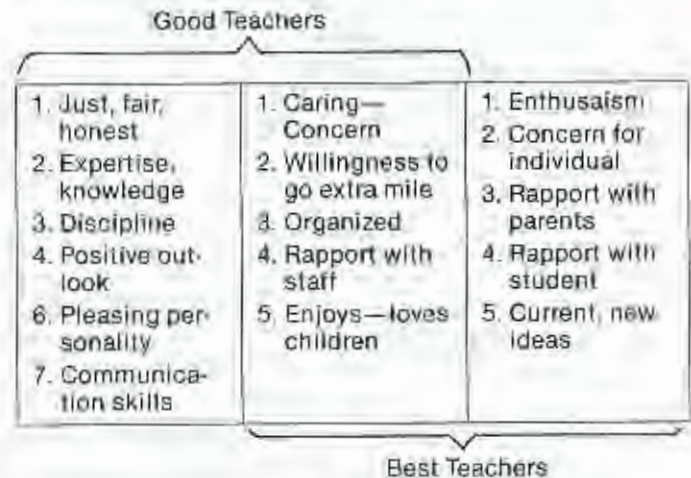 Good Teachers
1. Just, fair,
honest
2. Expertise,
knowledge
3. Discipline
4. Positive out-
look
6. Pleasing per-
sonality
7. Communica-
tion skills
1. Caring—
Concern
2. Willingness to
go extra mile
3. Organized
4. Rapport with
staff
5. Enjoys—loves
children
1. Enthusaism
2. Concern for
individual
3. Rapport with
parents
4. Rapport with
student
5. Current, new
ideas
Best Teachers